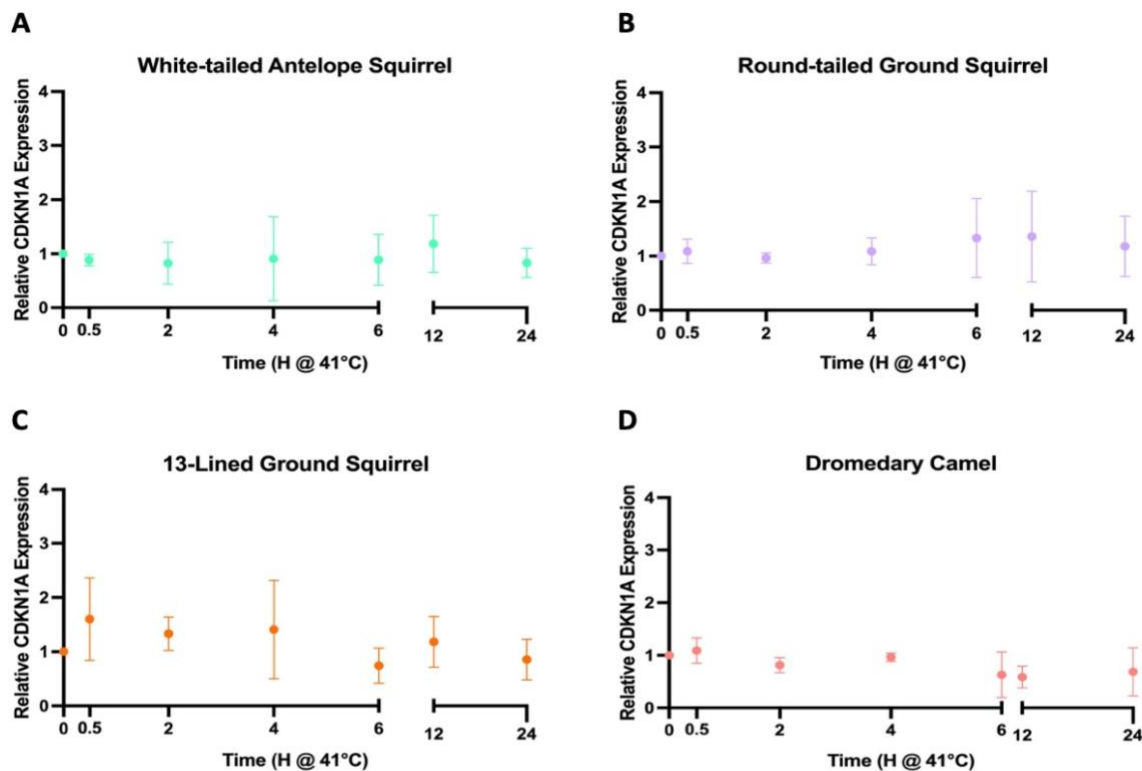 A
White-tailed Antelope Squirrel
Relative CDKN1A Expression
4
3
2
1
0
0 0.5 2 4 6 12 24
Time (H @ 41°C)
B
Round-tailed Ground Squirrel
Relative CDKN1A Expression
4
3
2
1
0
0 0.5 2 4 6 12 24
Time (H @ 41°C)
C
13-Lined Ground Squirrel
Relative CDKN1A Expression
4
3
2
1
0
0 0.5 2 4 6 12 24
Time (H @ 41°C)
D
Dromedary Camel
Relative CDKN1A Expression
4
3
2
1
0
0 0.5 2 4 6 12 24
Time (H @ 41°C)